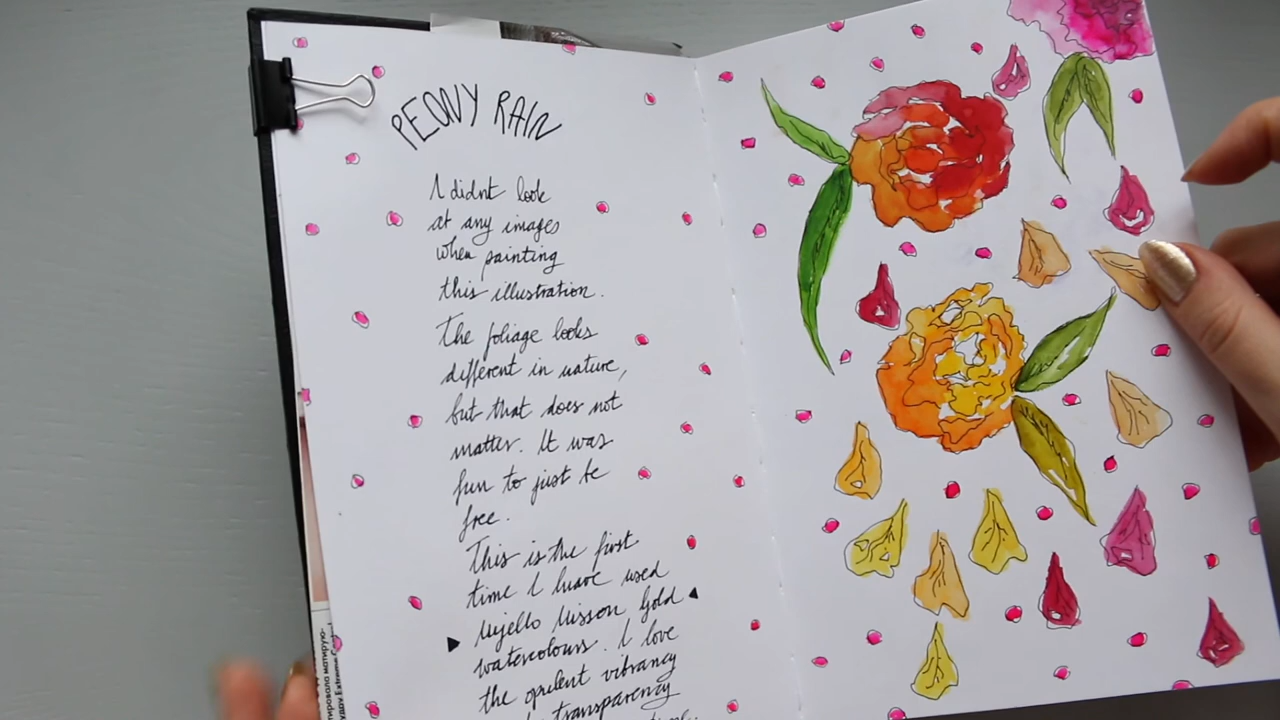 PEONY RAIN
I didnt look
at any images
when painting
this illustration.
The foliage looks
different in nature,
but that does not
matter. It was
fun to just be
free.
This is the first
time I have used
Mijello Misson Gold
watercolours. I love
the opulent vibrancy
transparency